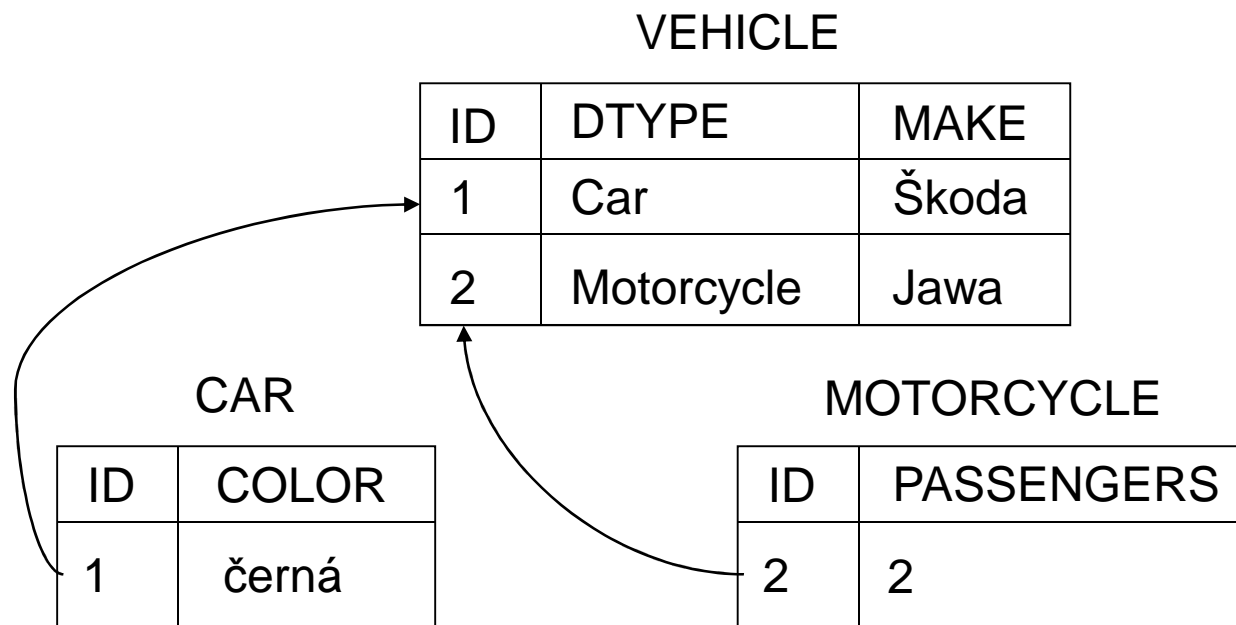 VEHICLE
ID DTYPE MAKE
1 Car Škoda
2 Motorcycle Jawa
CAR
ID COLOR
1 černá
MOTORCYCLE
ID PASSENGERS
2 2